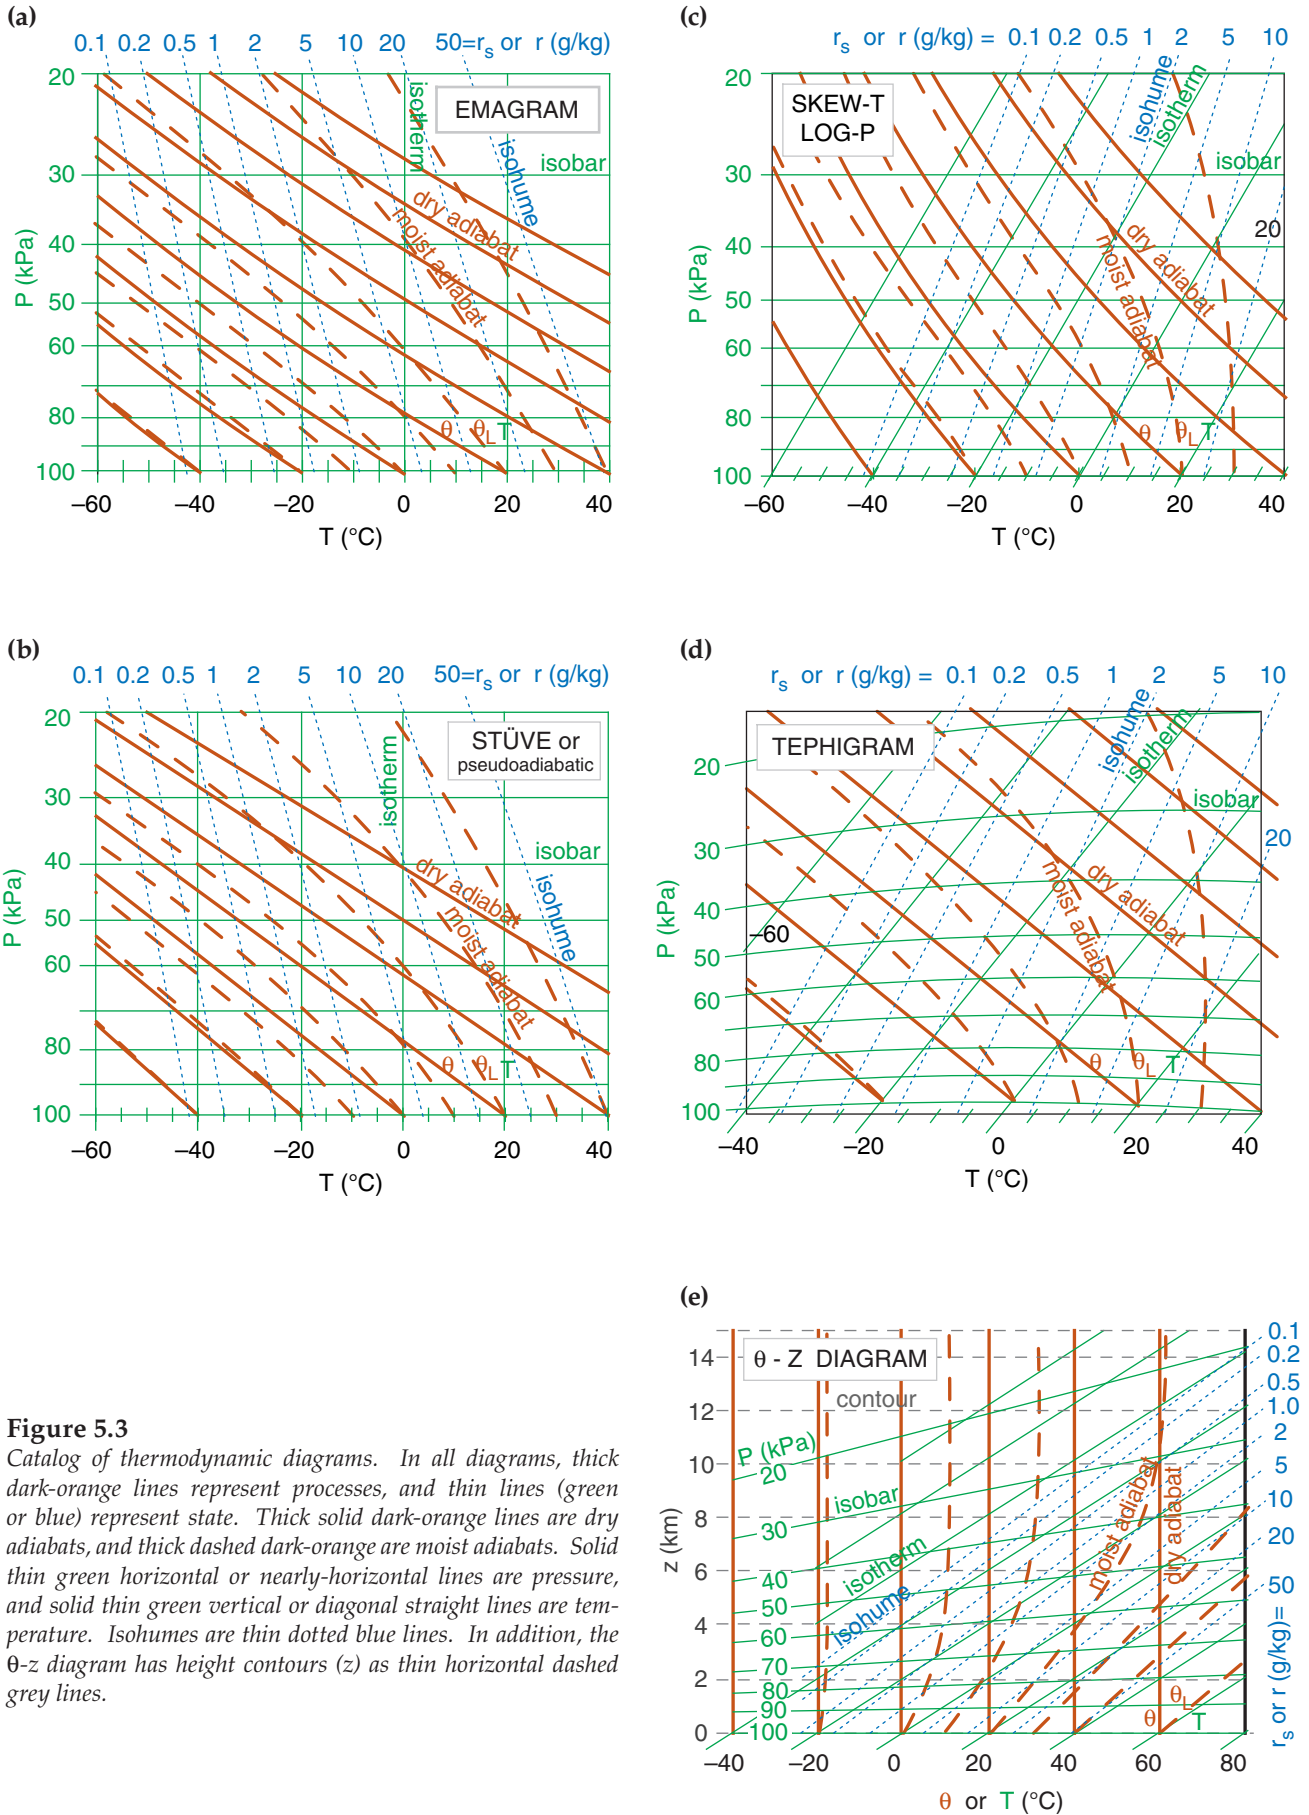 (a)
0.1 0.2 0.5 1 2 5 10 20 50=rs or r (g/kg)
20
30
40
50
60
80
100
P (kPa)
EMAGRAM
isotherm
isohume
isobar
dry adiabat
moist adiabat
θ θL T
–60 –40 –20 0 20 40
T (°C)
(c)
rs or r (g/kg) = 0.1 0.2 0.5 1 2 5 10
20
30
40
50
60
80
100
P (kPa)
SKEW-T
LOG-P
isohume
isotherm
isobar
20
dry adiabat
moist adiabat
θ θL T
–60 –40 –20 0 20 40
T (°C)
(b)
0.1 0.2 0.5 1 2 5 10 20 50=rs or r (g/kg)
20
30
40
50
60
80
100
P (kPa)
STÜVE or
pseudoadiabatic
isotherm
isobar
isohume
dry adiabat
moist adiabat
θ θL T
–60 –40 –20 0 20 40
T (°C)
(d)
rs or r (g/kg) = 0.1 0.2 0.5 1 2 5 10
20
30
40
50
60
80
100
P (kPa)
TEPHIGRAM
isohume
isotherm
isobar
20
–60
dry adiabat
moist adiabat
θ θL T
–40 –20 0 20 40
T (°C)
(e)
14
12
10
8
6
4
2
0
z (km)
θ - Z DIAGRAM
contour
P (kPa)
20
30
40
50
60
70
80
90
100
isobar
isotherm
isohume
moist adiabat
dry adiabat
θL
θ T
0.1
0.2
0.5
1.0
2
5
10
20
50
rs or r (g/kg)=
–40 –20 0 20 40 60 80
θ or T (°C)
Figure 5.3
Catalog of thermodynamic diagrams. In all diagrams, thick
dark-orange lines represent processes, and thin lines (green
or blue) represent state. Thick solid dark-orange lines are dry
adiabats, and thick dashed dark-orange are moist adiabats. Solid
thin green horizontal or nearly-horizontal lines are pressure,
and solid thin green vertical or diagonal straight lines are tem-
perature. Isohumes are thin dotted blue lines. In addition, the
θ-z diagram has height contours (z) as thin horizontal dashed
grey lines.